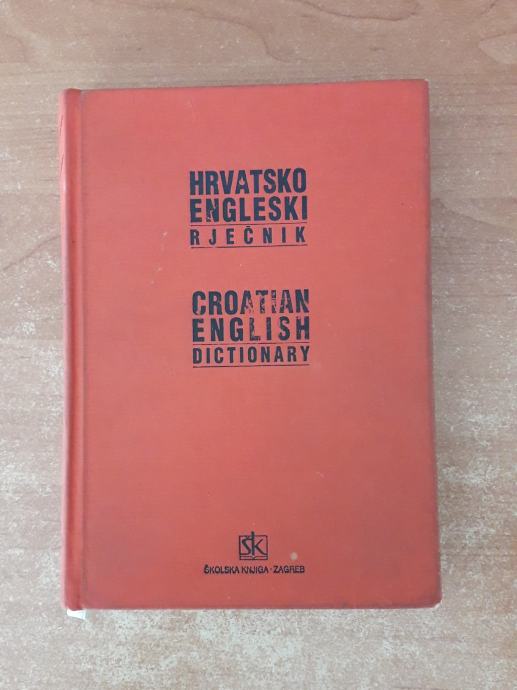 HRVATSKO
ENGLESKI
RJEČNIK
CROATIAN
ENGLISH
DICTIONARY
ŠK
ŠKOLSKA KNJIGA · ZAGREB